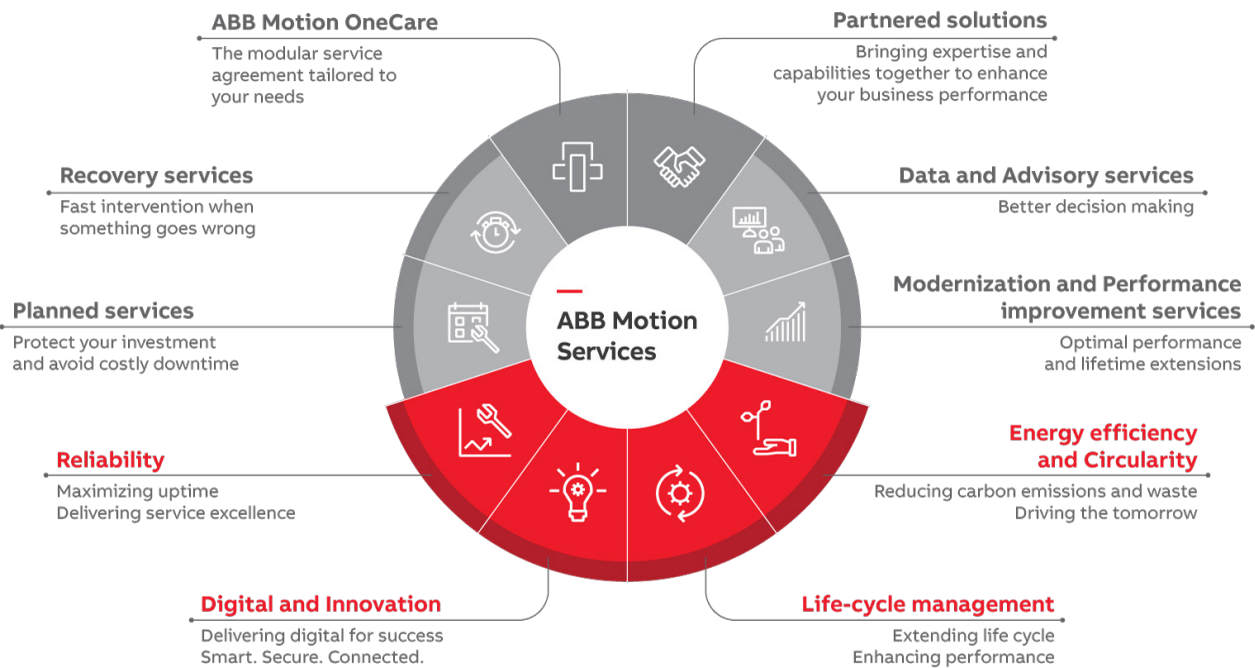 ABB Motion OneCare
The modular service
agreement tailored to
your needs
Partnered solutions
Bringing expertise and
capabilities together to enhance
your business performance
Recovery services
Fast intervention when
something goes wrong
Data and Advisory services
Better decision making
Planned services
Protect your investment
and avoid costly downtime
ABB Motion
Services
Modernization and Performance
improvement services
Optimal performance
and lifetime extensions
Reliability
Maximizing uptime
Delivering service excellence
Energy efficiency
and Circularity
Reducing carbon emissions and waste
Driving the tomorrow
Digital and Innovation
Delivering digital for success
Smart. Secure. Connected.
Life-cycle management
Extending life cycle
Enhancing performance